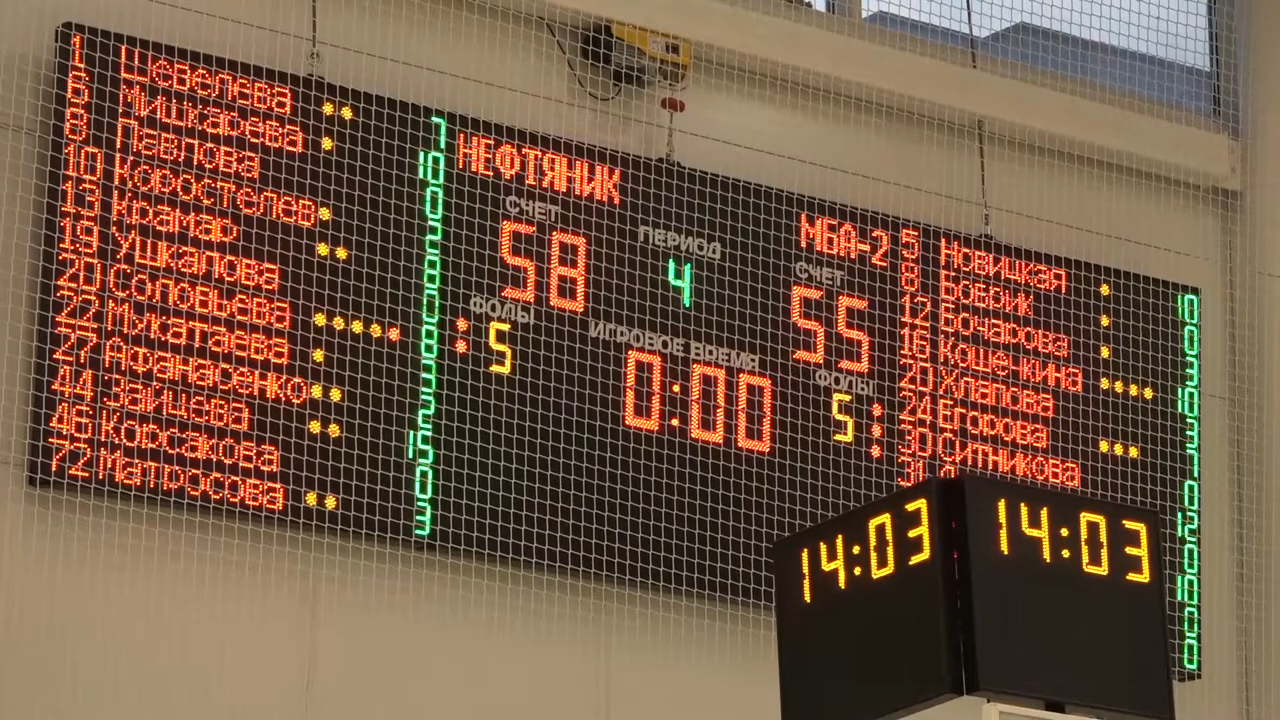 1 Шевелева
6 Мишкарева
8 Павлова
10 Коростелев
13 Крамар
19 Ушкалова
20 Соловьева
22 Мукатаева
27 Афанасенко
44 Зайцева
46 Корсакова
72 Матросова
НЕФТЯНИК
СЧЕТ
58
ФОЛЫ
5
ПЕРИОД
4
ИГРОВОЕ ВРЕМЯ
0:00
МБА-2
СЧЕТ
55
ФОЛЫ
5
5 Новицкая
8 Бобрик
12 Бочарова
16 Кошечкина
20 Хлапова
24 Егорова
30 Ситникова
31
14:03
14:03